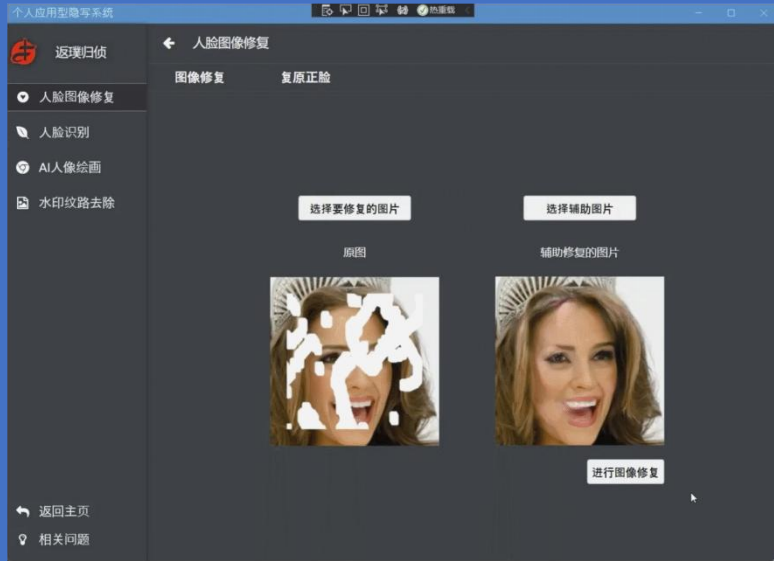 个人应用型隐写系统
热重载
返璞归侦
人脸图像修复
人脸识别
AI人像绘画
水印纹路去除
返回主页
相关问题
人脸图像修复
图像修复
复原正脸
选择要修复的图片
选择辅助图片
原图
辅助修复的图片
进行图像修复